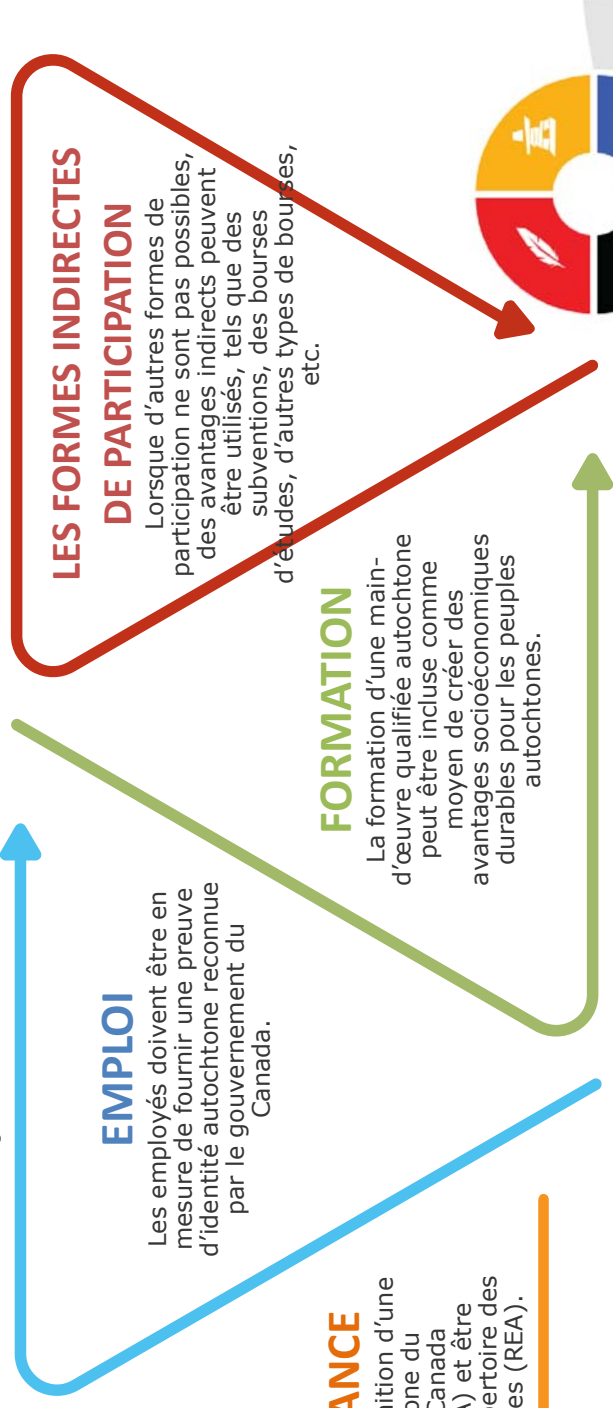 ANCE
nition d'une
one du
Canada
A) et être
pertoire des
es (REA).
EMPLOI
Les employés doivent être en
mesure de fournir une preuve
d'identité autochtone reconnue
par le gouvernement du
Canada.
FORMATION
La formation d'une main-
d'œuvre qualifiée autochtone
peut être incluse comme
moyen de créer des
avantages socioéconomiques
durables pour les peuples
autochtones.
LES FORMES INDIRECTES
DE PARTICIPATION
Lorsque d'autres formes de
participation ne sont pas possibles,
des avantages indirects peuvent
être utilisés, tels que des
subventions, des bourses
d'études, d'autres types de bourses,
etc.